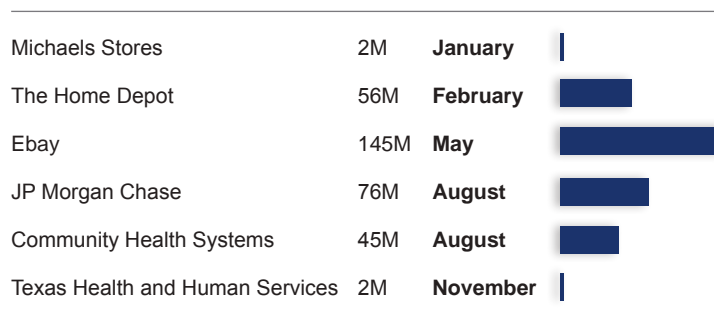 Michaels Stores 2M January
The Home Depot 56M February
Ebay 145M May
JP Morgan Chase 76M August
Community Health Systems 45M August
Texas Health and Human Services 2M November